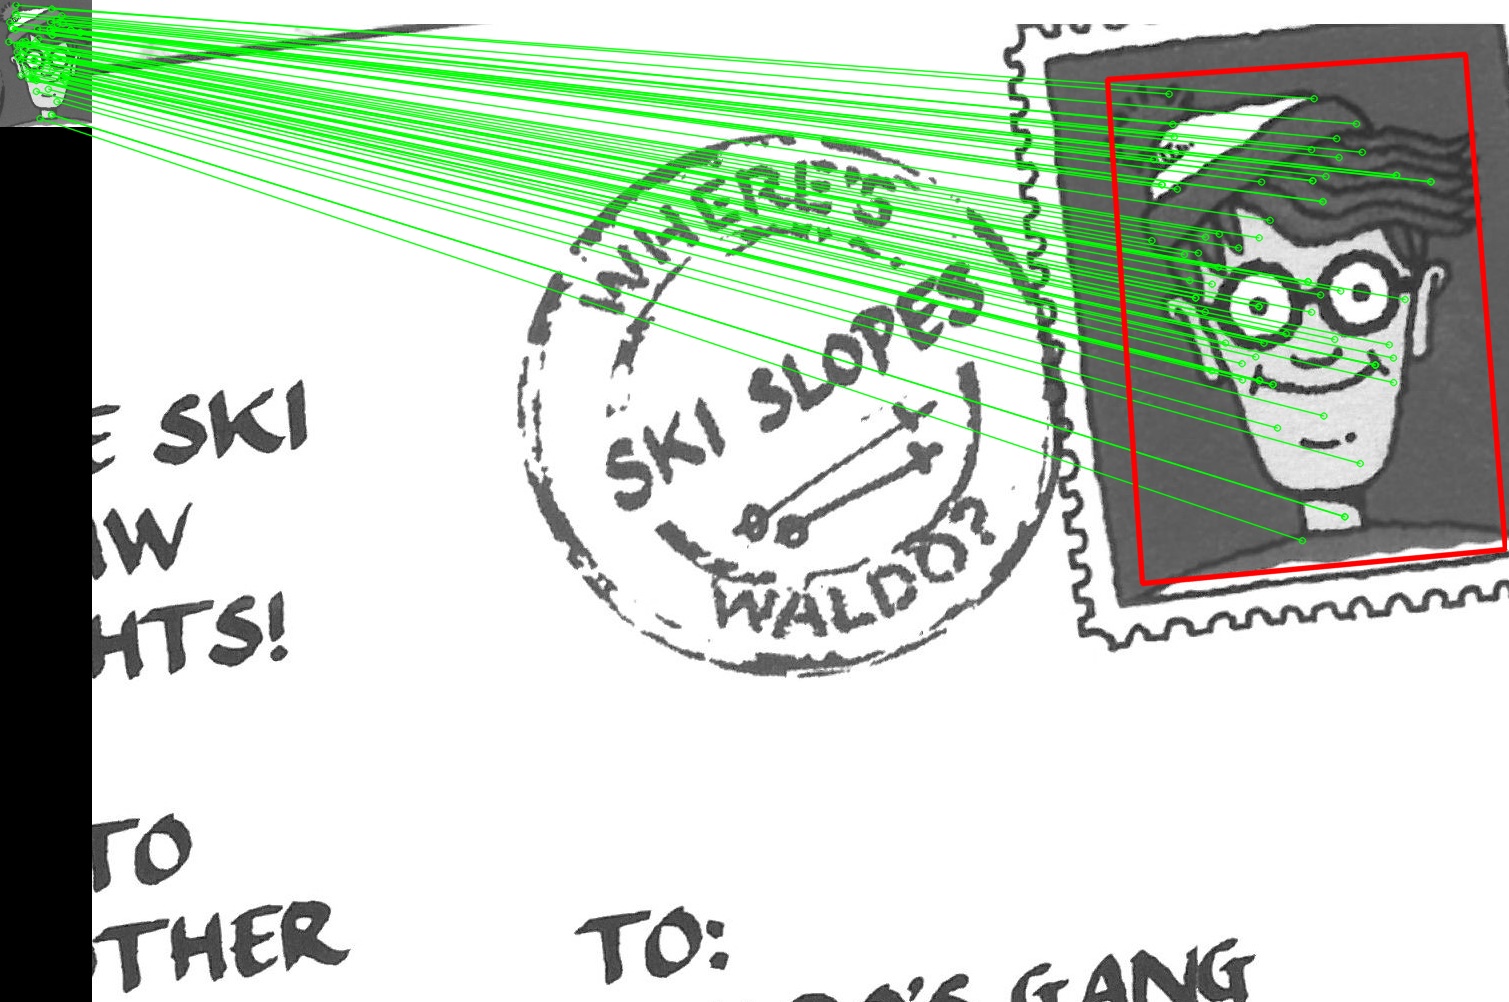 WHERE'S
SKI SLOPES
WALDO?
SKI
HTS!
TO
THER
TO:
GANG